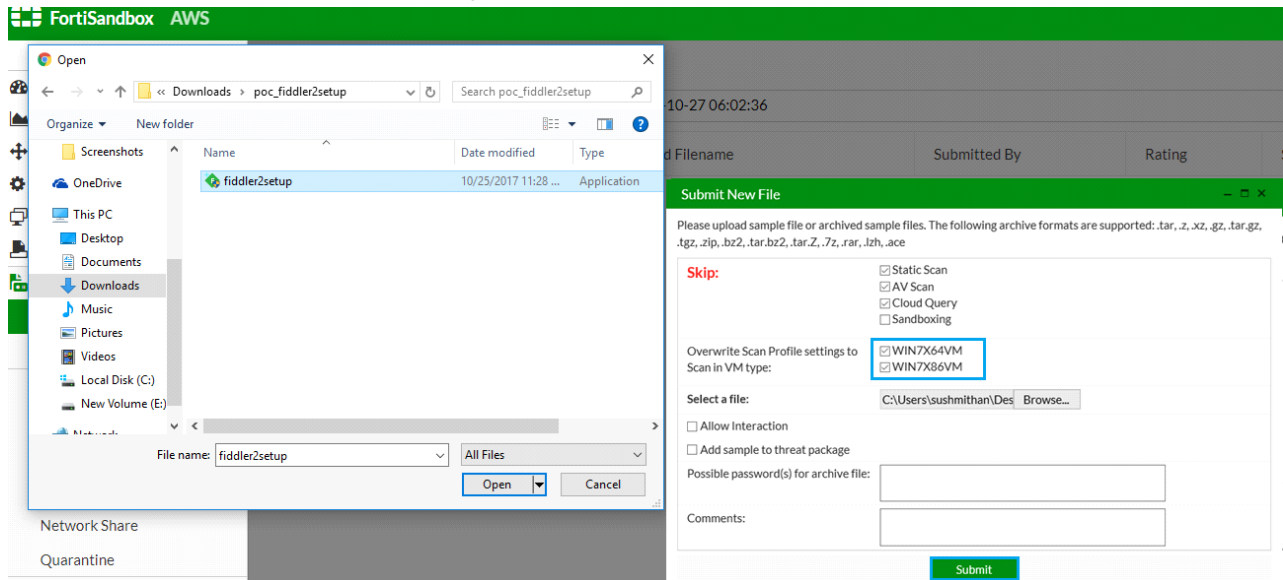 FortiSandbox AWS
Open
« Downloads › poc_fiddler2setup
Search poc_fiddler2setup
Organize
New folder
Screenshots
OneDrive
This PC
Desktop
Documents
Downloads
Music
Pictures
Videos
Local Disk (C:)
New Volume (E:)
Name
Date modified
Type
fiddler2setup
10/25/2017 11:28 ...
Application
File name:
fiddler2setup
All Files
Open
Cancel
Network Share
Quarantine
-10-27 06:02:36
d Filename
Submitted By
Rating
Submit New File
Please upload sample file or archived sample files. The following archive formats are supported: .tar, .z, .xz, .gz, .tar.gz,
.tgz, .zip, .bz2, .tar.bz2, .tar.Z, .7z, .rar, .lzh, .ace
Skip:
Static Scan
AV Scan
Cloud Query
Sandboxing
Overwrite Scan Profile settings to
Scan in VM type:
WIN7X64VM
WIN7X86VM
Select a file:
C:\Users\sushmithan\Des
Browse...
Allow Interaction
Add sample to threat package
Possible password(s) for archive file:
Comments:
Submit